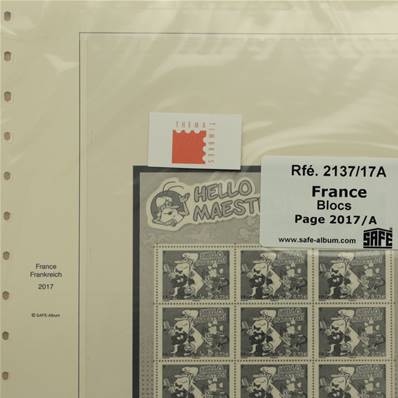 THÉMA
TIMBRES
Rfé. 2137/17A
France
Blocs
Page 2017/A
www.safe-album.com
SAFE
HELLO
MAEST
France
Frankreich
2017
© SAFE-Album